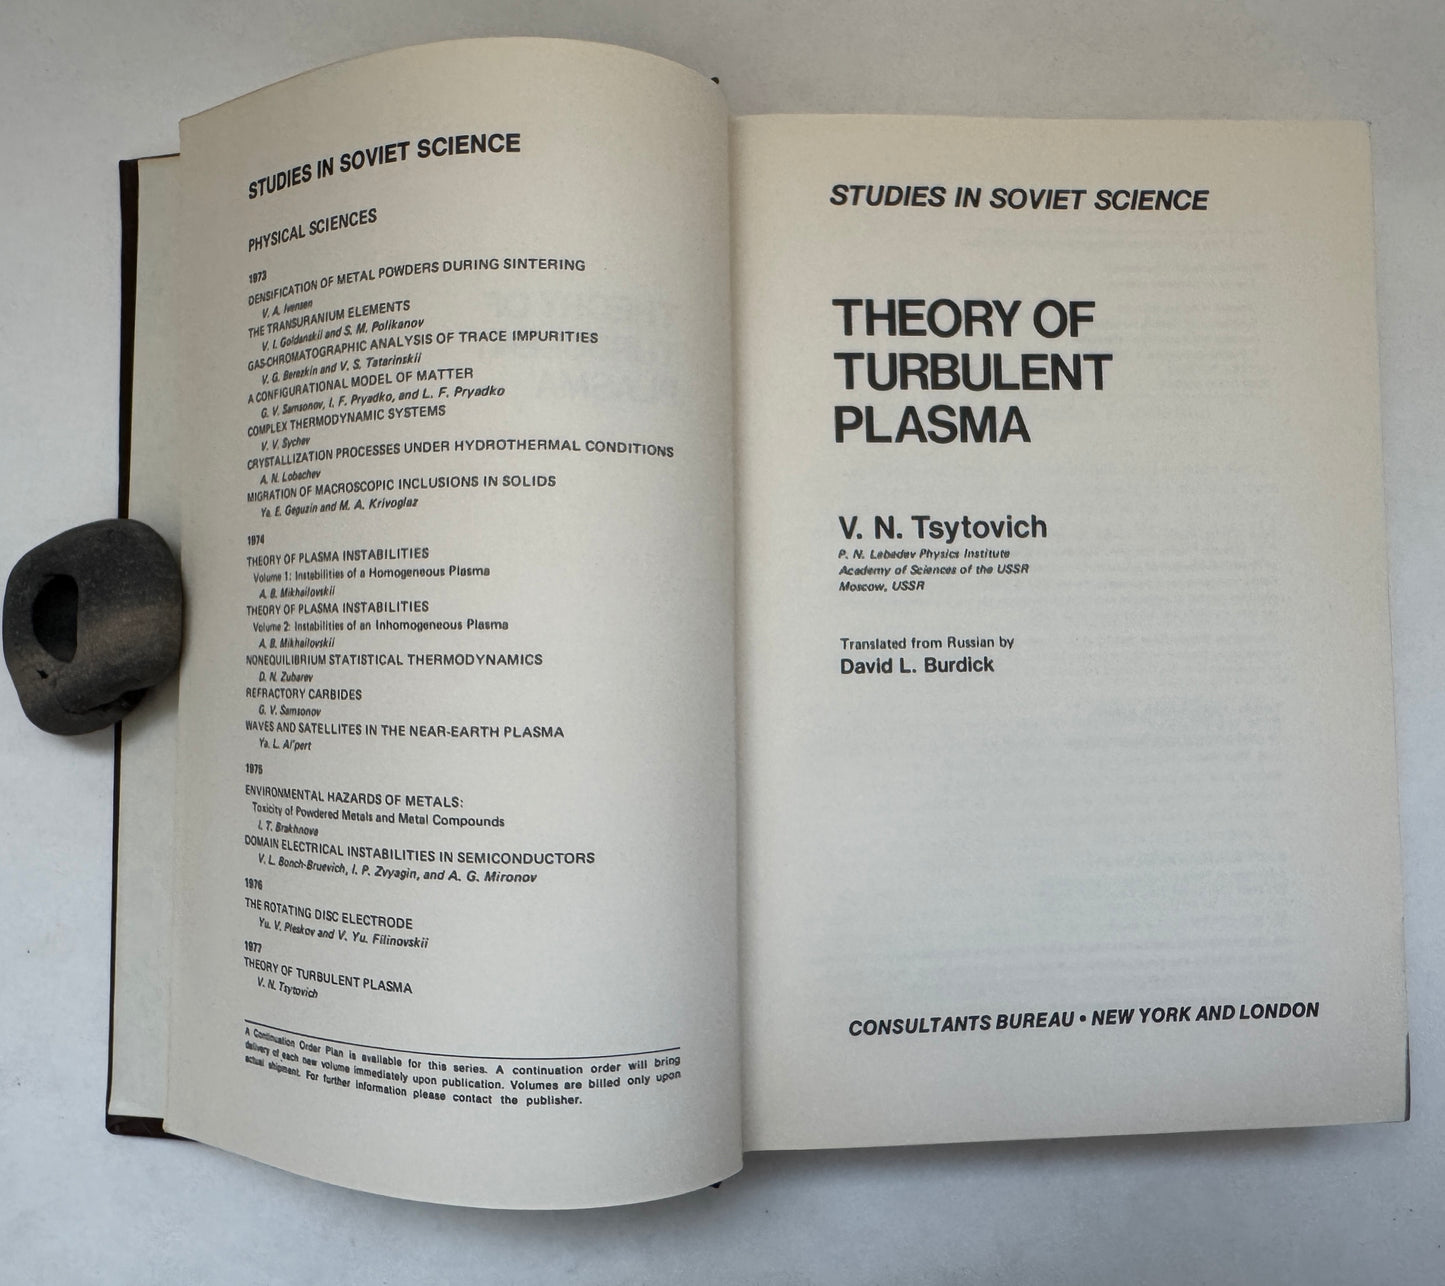 STUDIES IN SOVIET SCIENCE
PHYSICAL SCIENCES
1973
DENSIFICATION OF METAL POWDERS DURING SINTERING
V. A. Ivensen
THE TRANSURANIUM ELEMENTS
V. I. Goldanskii and S. M. Polikanov
GAS-CHROMATOGRAPHIC ANALYSIS OF TRACE IMPURITIES
V. G. Berezkin and V. S. Tatarinskii
A CONFIGURATIONAL MODEL OF MATTER
G. V. Samsonov, I. F. Pryadko, and L. F. Pryadko
COMPLEX THERMODYNAMIC SYSTEMS
V. V. Sychev
CRYSTALLIZATION PROCESSES UNDER HYDROTHERMAL CONDITIONS
A. N. Lobachev
MIGRATION OF MACROSCOPIC INCLUSIONS IN SOLIDS
Ya. E. Geguzin and M. A. Krivoglaz
1974
THEORY OF PLASMA INSTABILITIES
Volume 1: Instabilities of a Homogeneous Plasma
A. B. Mikhailovskii
THEORY OF PLASMA INSTABILITIES
Volume 2: Instabilities of an Inhomogeneous Plasma
A. B. Mikhailovskii
NONEQUILIBRIUM STATISTICAL THERMODYNAMICS
D. N. Zubarev
REFRACTORY CARBIDES
G. V. Samsonov
WAVES AND SATELLITES IN THE NEAR-EARTH PLASMA
Ya. L. Al'pert
1975
ENVIRONMENTAL HAZARDS OF METALS:
Toxicity of Powdered Metals and Metal Compounds
I. T. Brakhnova
DOMAIN ELECTRICAL INSTABILITIES IN SEMICONDUCTORS
V. L. Bonch-Bruevich, I. P. Zvyagin, and A. G. Mironov
1976
THE ROTATING DISC ELECTRODE
Yu. V. Pleskov and V. Yu. Filinovskii
1977
THEORY OF TURBULENT PLASMA
V. N. Tsytovich
A Continuation Order Plan is available for this series. A continuation order will bring
delivery of each new volume immediately upon publication. Volumes are billed only upon
actual shipment. For further information please contact the publisher.
STUDIES IN SOVIET SCIENCE
THEORY OF
TURBULENT
PLASMA
V. N. Tsytovich
P. N. Lebedev Physics Institute
Academy of Sciences of the USSR
Moscow, USSR
Translated from Russian by
David L. Burdick
CONSULTANTS BUREAU • NEW YORK AND LONDON